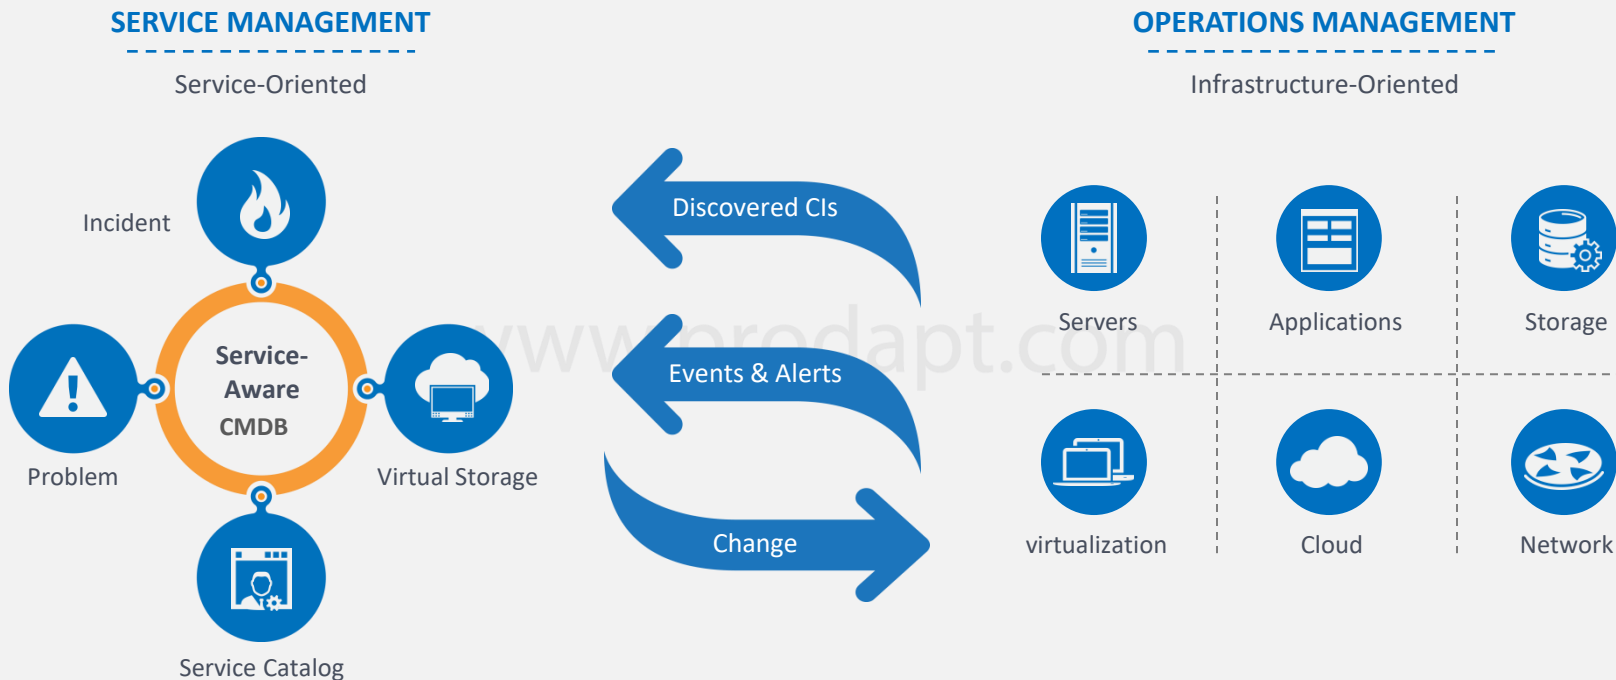 SERVICE MANAGEMENT
Service-Oriented
Incident
Service-
Aware
CMDB
Problem
Virtual Storage
Service Catalog
Discovered CIs
Events & Alerts
Change
www.prodapt.com
OPERATIONS MANAGEMENT
Infrastructure-Oriented
Servers
Applications
Storage
virtualization
Cloud
Network